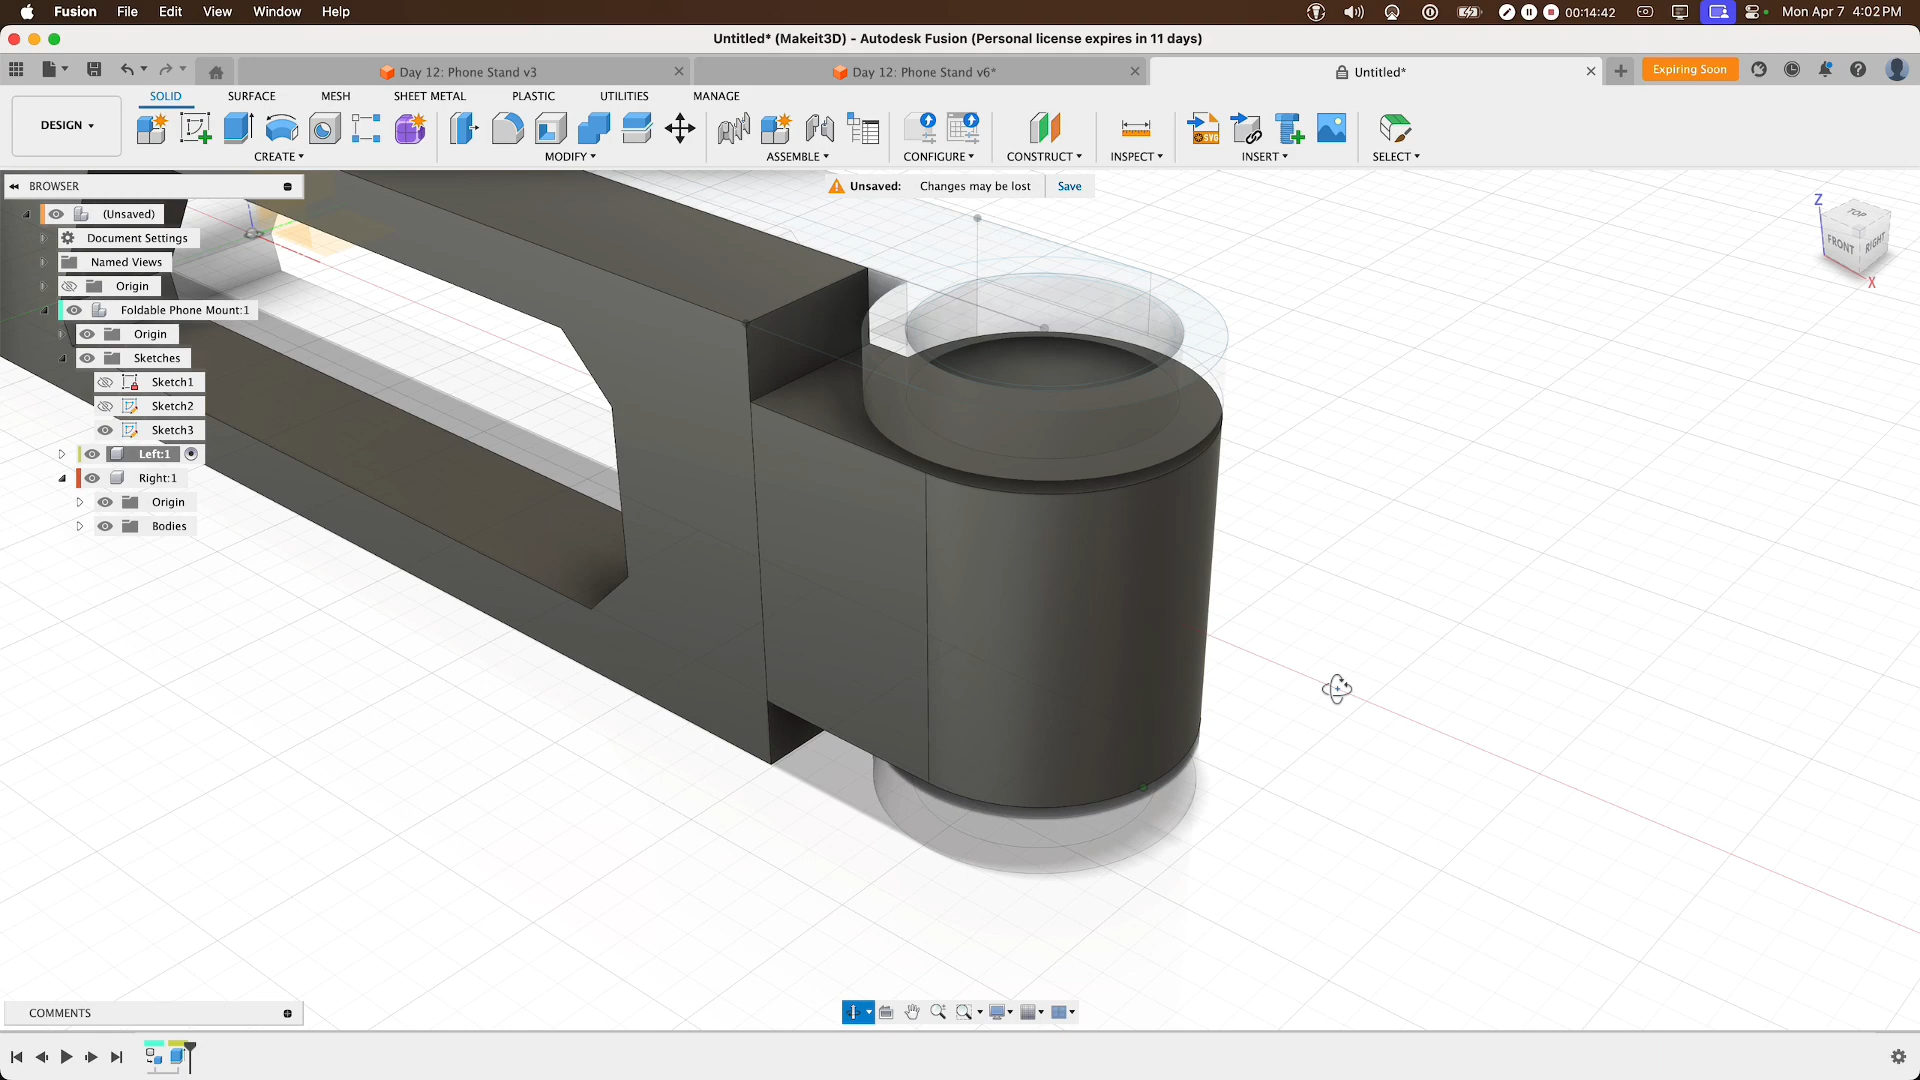 Fusion File Edit View Window Help 00:14:42 Mon Apr 7 4:02 PM
Untitled* (Makeit3D) - Autodesk Fusion (Personal license expires in 11 days)
Day 12: Phone Stand v3 Day 12: Phone Stand v6* Untitled* Expiring Soon
SOLID SURFACE MESH SHEET METAL PLASTIC UTILITIES MANAGE
DESIGN
CREATE MODIFY ASSEMBLE CONFIGURE CONSTRUCT INSPECT INSERT SELECT
SVG
BROWSER Unsaved: Changes may be lost Save
(Unsaved)
Document Settings
Named Views
Origin
Foldable Phone Mount:1
Origin
Sketches
Sketch1
Sketch2
Sketch3
Left:1
Right:1
Origin
Bodies
Z
TOP
FRONT RIGHT
X
COMMENTS